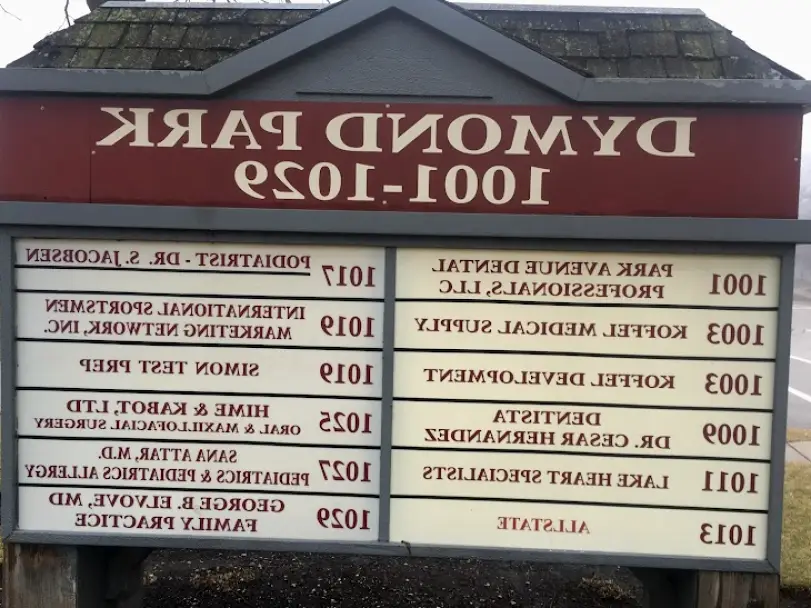 DYMOND PARK
1001-1029
1001 PARK AVENUE DENTAL
PROFESSIONALS, LLC
1003 KOFFEL MEDICAL SUPPLY
1003 KOFFEL DEVELOPMENT
1009 DENTISTA
DR. CESAR HERNANDEZ
1011 LAKE HEART SPECIALISTS
1013 ALLSTATE
1017 PODIATRIST - DR. S. JACOBSEN
1019 INTERNATIONAL SPORTSMEN
MARKETING NETWORK, INC.
1019 SIMON TEST PREP
1025 HIME & KABOT, LTD
ORAL & MAXILLOFACIAL SURGERY
1027 SANA ATTAR, M.D.
PEDIATRICS & PEDIATRICS ALLERGY
1029 GEORGE B. ELVOVE, MD
FAMILY PRACTICE